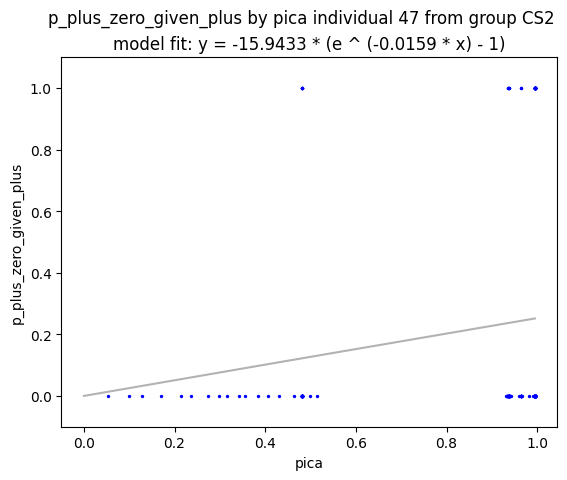 p_plus_zero_given_plus by pica individual 47 from group CS2
model fit: y = -15.9433 * (e ^ (-0.0159 * x) - 1)
1.0
0.8
0.6
0.4
0.2
0.0
p_plus_zero_given_plus
0.0 0.2 0.4 0.6 0.8 1.0
pica